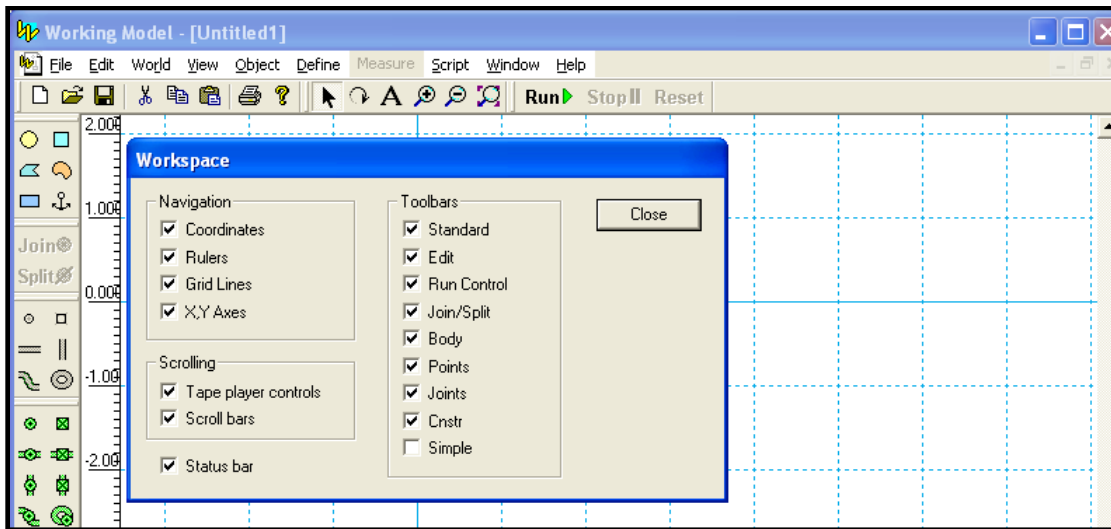 Working Model - [Untitled1]
File Edit World View Object Define Measure Script Window Help
A Run Stop Reset
2.000
1.000
0.000
-1.00
-2.00
Join
Split
Workspace
Navigation
Coordinates
Rulers
Grid Lines
X,Y Axes
Scrolling
Tape player controls
Scroll bars
Status bar
Toolbars
Standard
Edit
Run Control
Join/Split
Body
Points
Joints
Cnstr
Simple
Close